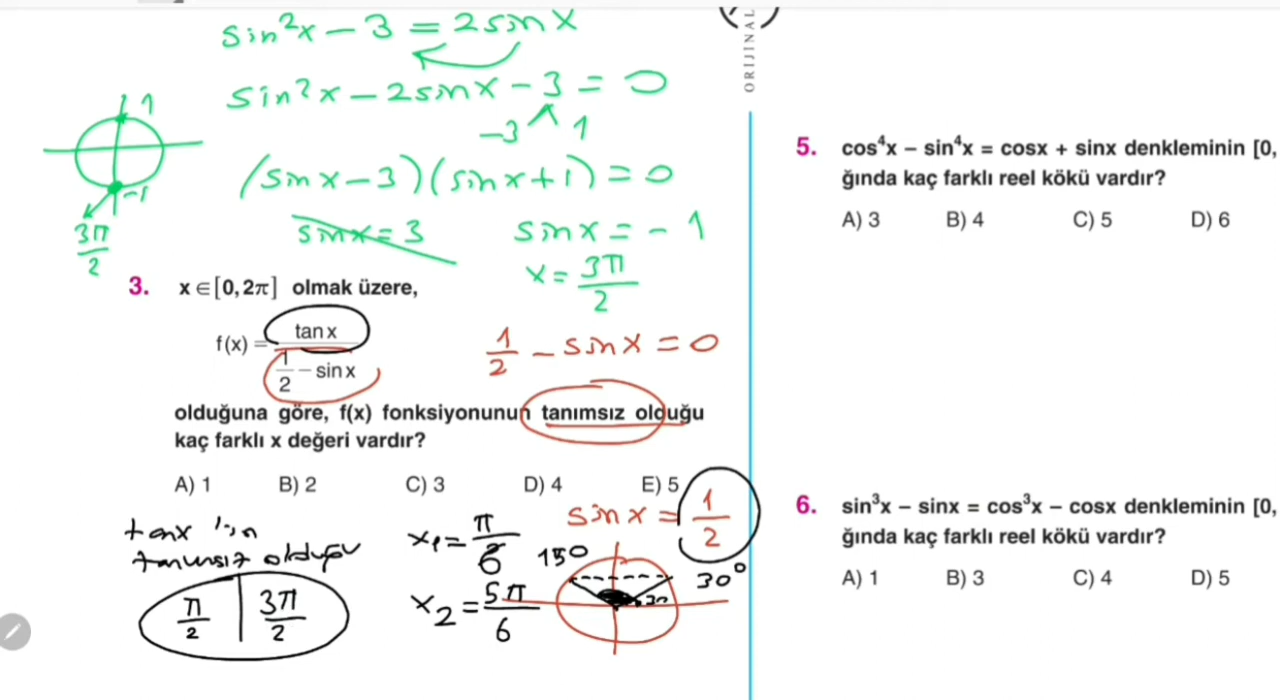 sin²x - 3 = 2sinx
sin²x - 2sinx - 3 = 0
-3 1
(sinx - 3)(sinx + 1) = 0
sinx = 3
sinx = -1
x = 3π/2
1
-1
3π/2
3. x ∈ [0, 2π] olmak üzere,
f(x) = tan x / (1/2 - sin x)
1/2 - sinx = 0
olduğuna göre, f(x) fonksiyonunun tanımsız olduğu
kaç farklı x değeri vardır?
A) 1 B) 2 C) 3 D) 4 E) 5
sinx = 1/2
tanx 'in
tanımsız olduğu
π/2 3π/2
x₁ = π/6
x₂ = 5π/6
150
30°
30
ORİJİNAL
5. cos⁴x – sin⁴x = cosx + sinx denkleminin [0,
ğında kaç farklı reel kökü vardır?
A) 3 B) 4 C) 5 D) 6
6. sin³x – sinx = cos³x – cosx denkleminin [0,
ğında kaç farklı reel kökü vardır?
A) 1 B) 3 C) 4 D) 5